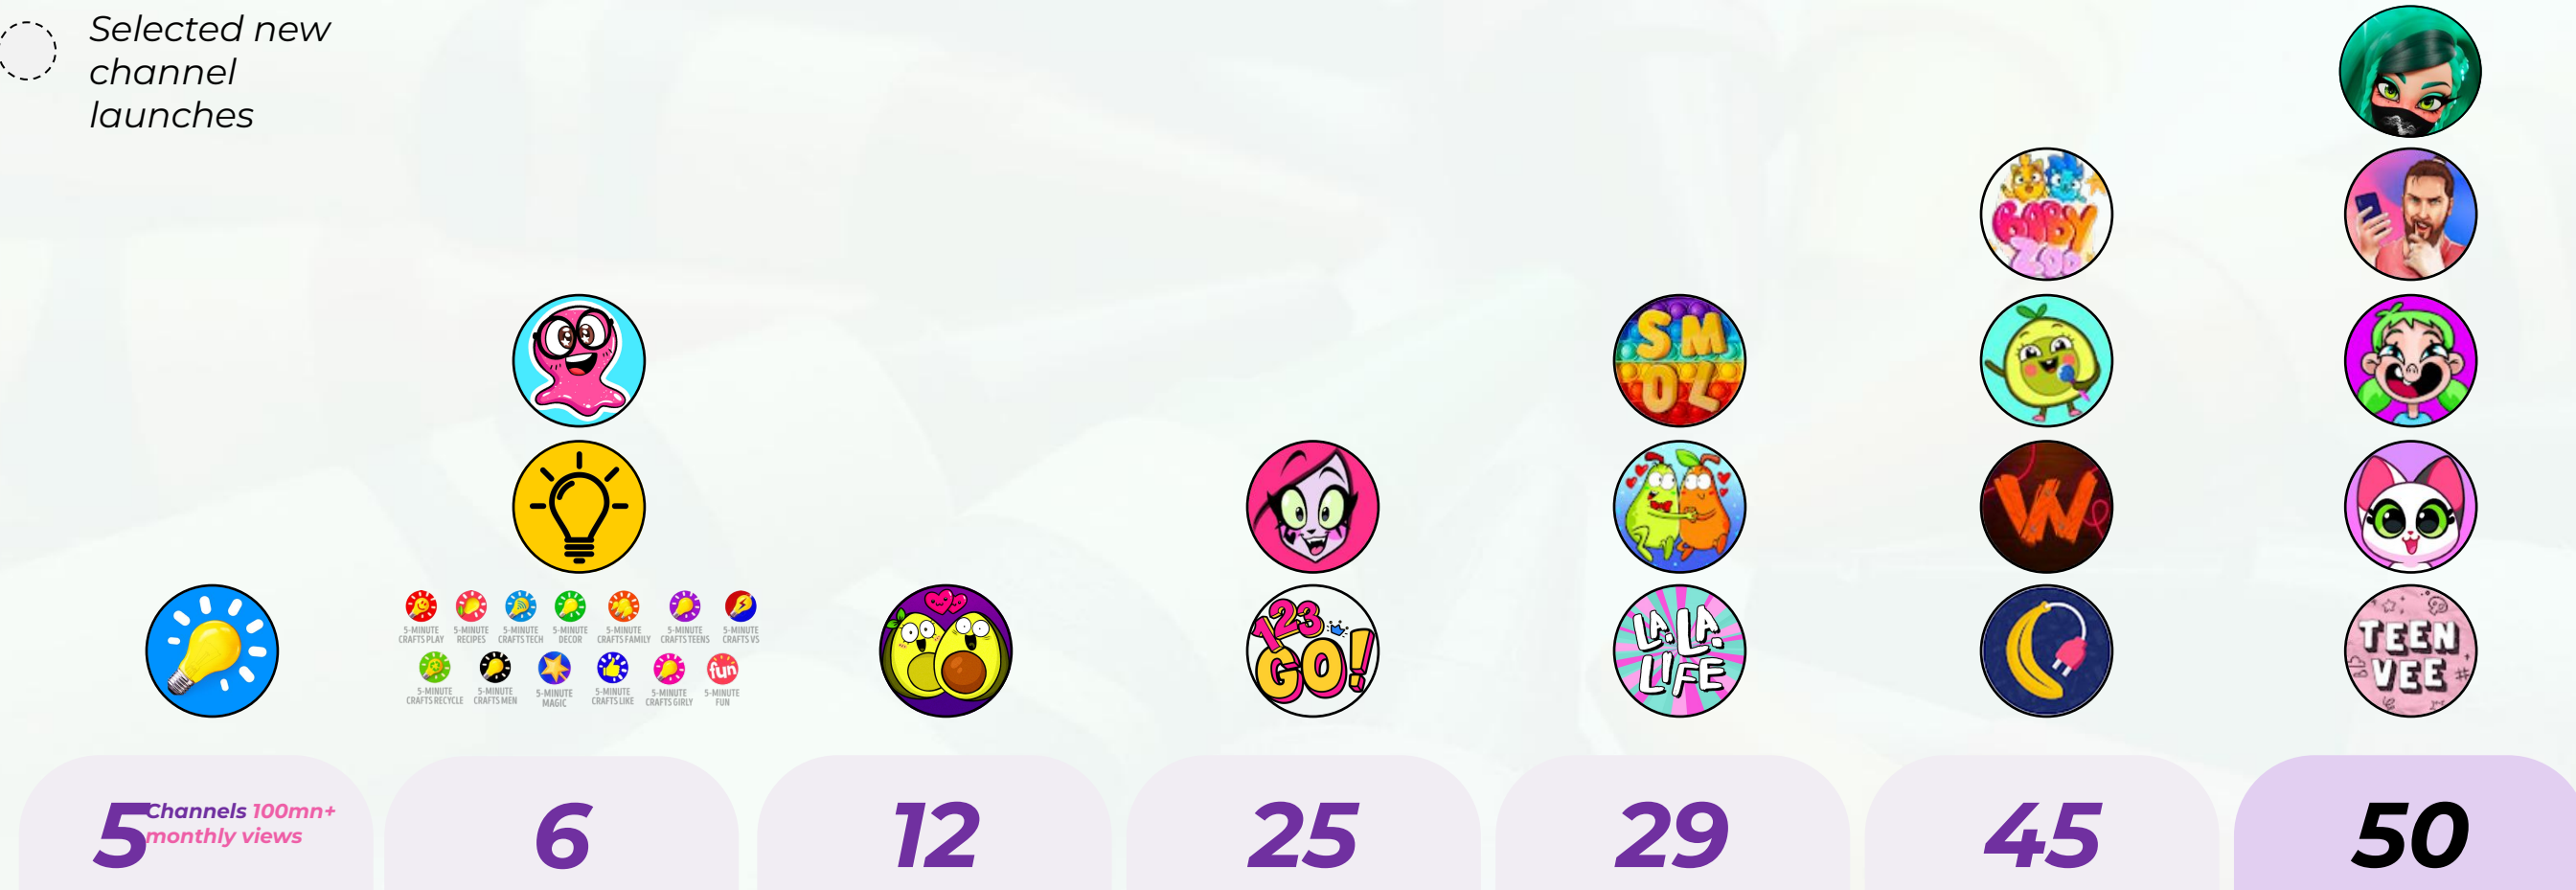 Selected new
channel
launches
BABY
ZOO
SM
OL
5-MINUTE
CRAFTS PLAY
5-MINUTE
RECIPES
5-MINUTE
CRAFTS TECH
5-MINUTE
DECOR
5-MINUTE
CRAFTS FAMILY
5-MINUTE
CRAFTS TEENS
5-MINUTE
CRAFTS VS
fun
5-MINUTE
CRAFTS RECYCLE
5-MINUTE
CRAFTS MEN
5-MINUTE
MAGIC
5-MINUTE
CRAFTS LIKE
5-MINUTE
CRAFTS GIRLY
5-MINUTE
FUN
123
GO!
LA LA
LIFE
W
TEEN
VEE
5 Channels 100mn+
monthly views
6
12
25
29
45
50